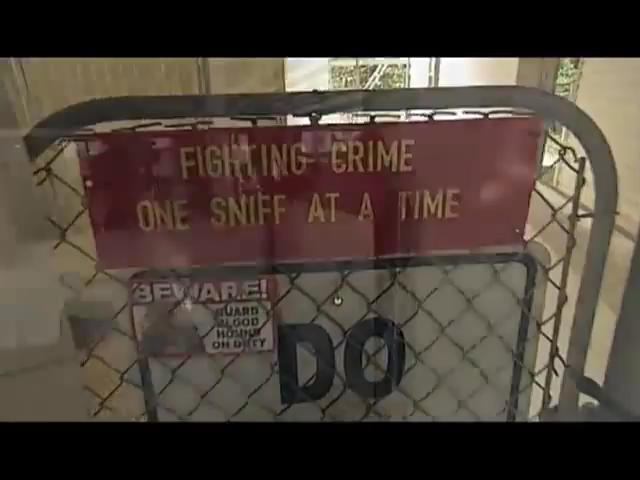 FIGHTING CRIME
ONE SNIFF AT A TIME
BEWARE!
GUARD
BLOOD
HOUND
ON DUTY
DO